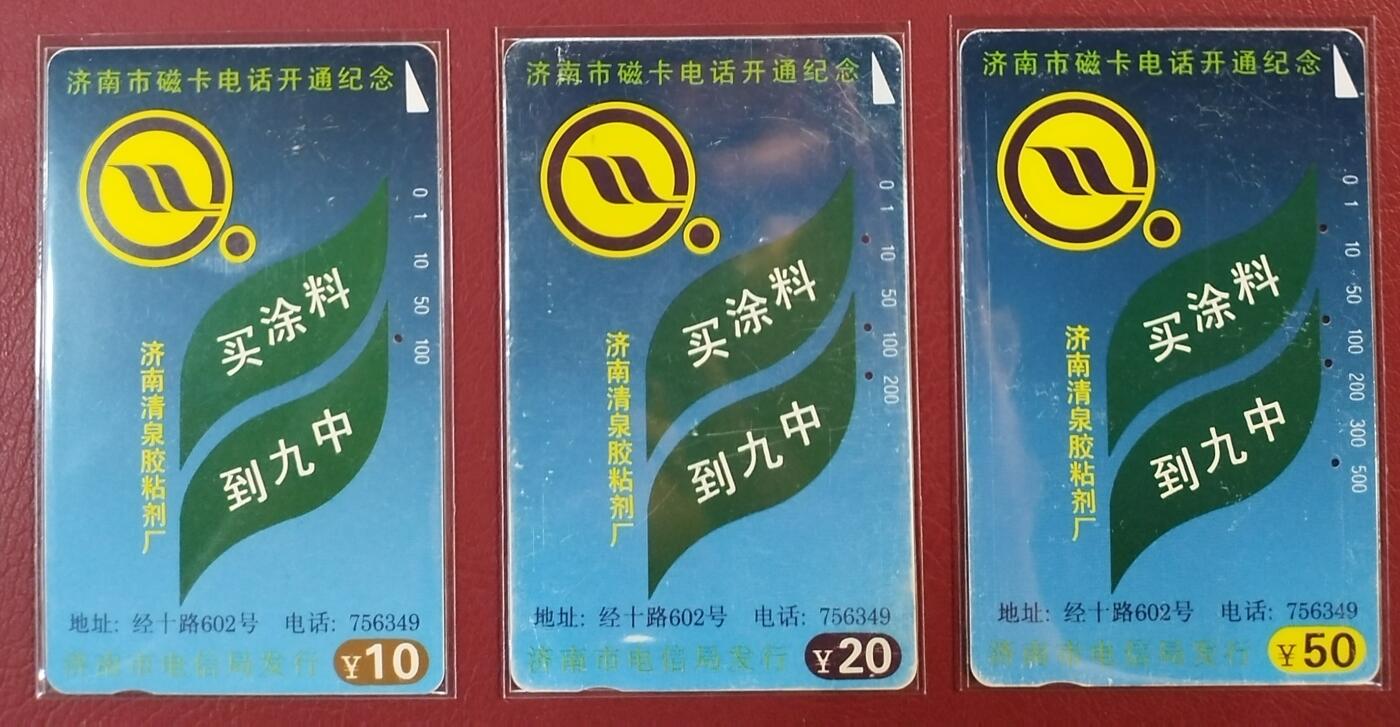 济南市磁卡电话开通纪念
0 1 10 50 100
买涂料
到九中
济南清泉胶粘剂厂
地址: 经十路602号 电话: 756349
济南市电信局发行
¥10
济南市磁卡电话开通纪念
0 1 10 50 100 200
买涂料
到九中
济南清泉胶粘剂厂
地址: 经十路602号 电话: 756349
济南市电信局发行
¥20
济南市磁卡电话开通纪念
0 1 10 50 100 200 300 500
买涂料
到九中
济南清泉胶粘剂厂
地址: 经十路602号 电话: 756349
济南市电信局发行
¥50